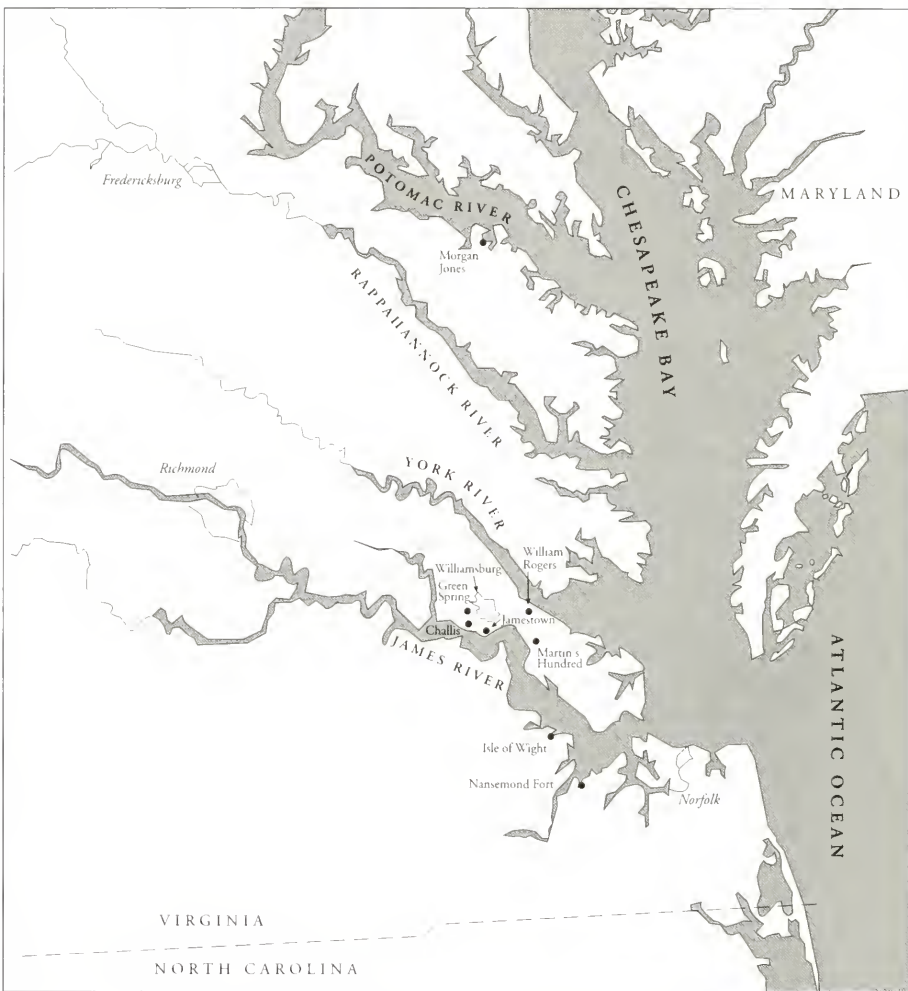 Fredericksburg
POTOMAC RIVER
CHESAPEAKE BAY
MARYLAND
Morgan
Jones
RAPPAHANNOCK RIVER
Richmond
YORK RIVER
William
Rogers
Williamsburg
Green
Spring
Jamestown
Challis
Martin's
Hundred
JAMES RIVER
ATLANTIC OCEAN
Isle of Wight
Nansemond Fort
Norfolk
VIRGINIA
NORTH CAROLINA